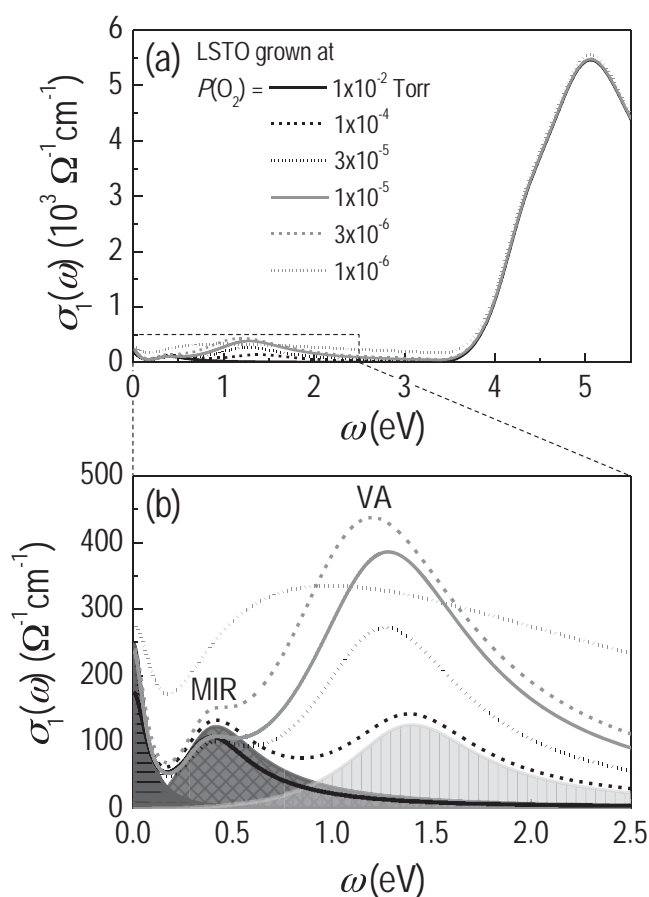 (a) LSTO grown at
P(O₂) = 1x10⁻² Torr
1x10⁻⁴
3x10⁻⁵
1x10⁻⁵
3x10⁻⁶
1x10⁻⁶
6
5
4
3
2
1
0
σ₁(ω) (10³ Ω⁻¹cm⁻¹)
0 1 2 3 4 5
ω (eV)
(b)
VA
MIR
500
400
300
200
100
0
σ₁(ω) (Ω⁻¹cm⁻¹)
0.0 0.5 1.0 1.5 2.0 2.5
ω (eV)